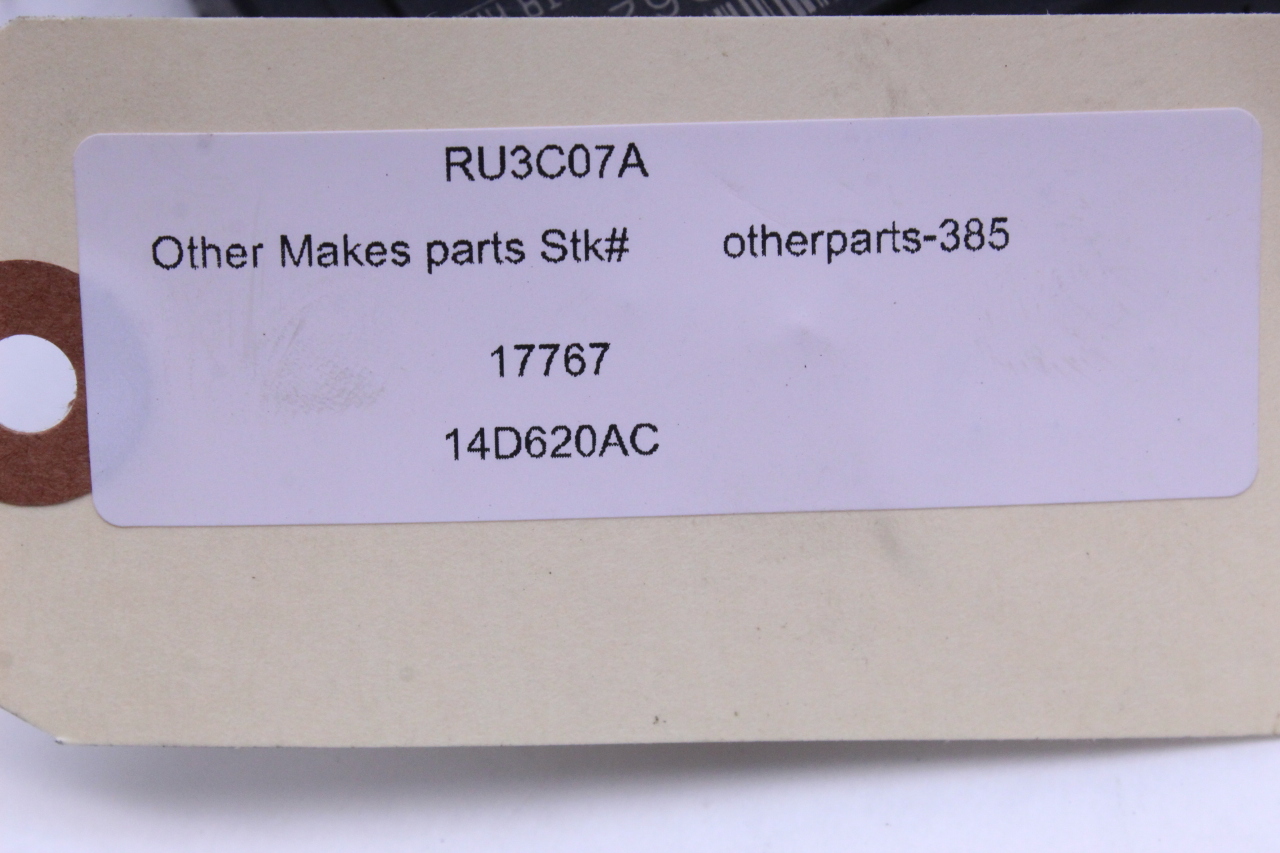 RU3C07A
Other Makes parts Stk# otherparts-385
17767
14D620AC